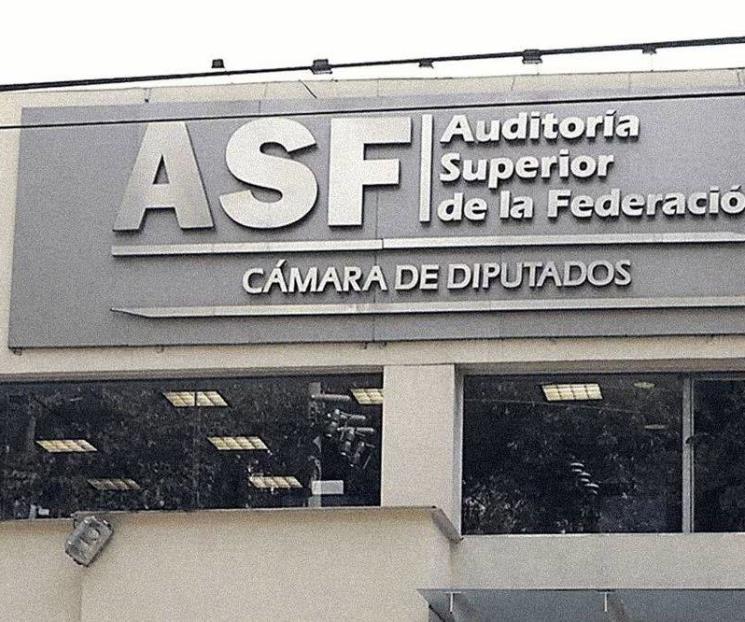 ASF
Auditoría
Superior
de la Federació
CÁMARA DE DIPUTADOS